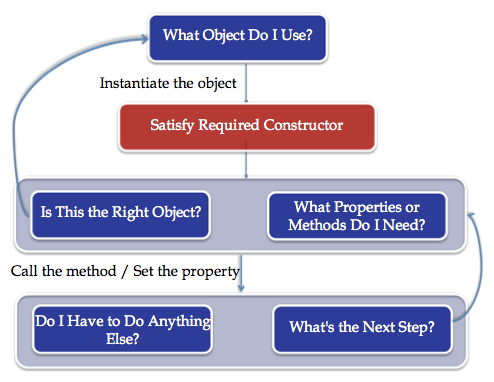 What Object Do I Use?
Instantiate the object
Satisfy Required Constructor
Is This the Right Object?
What Properties or
Methods Do I Need?
Call the method / Set the property
Do I Have to Do Anything
Else?
What's the Next Step?